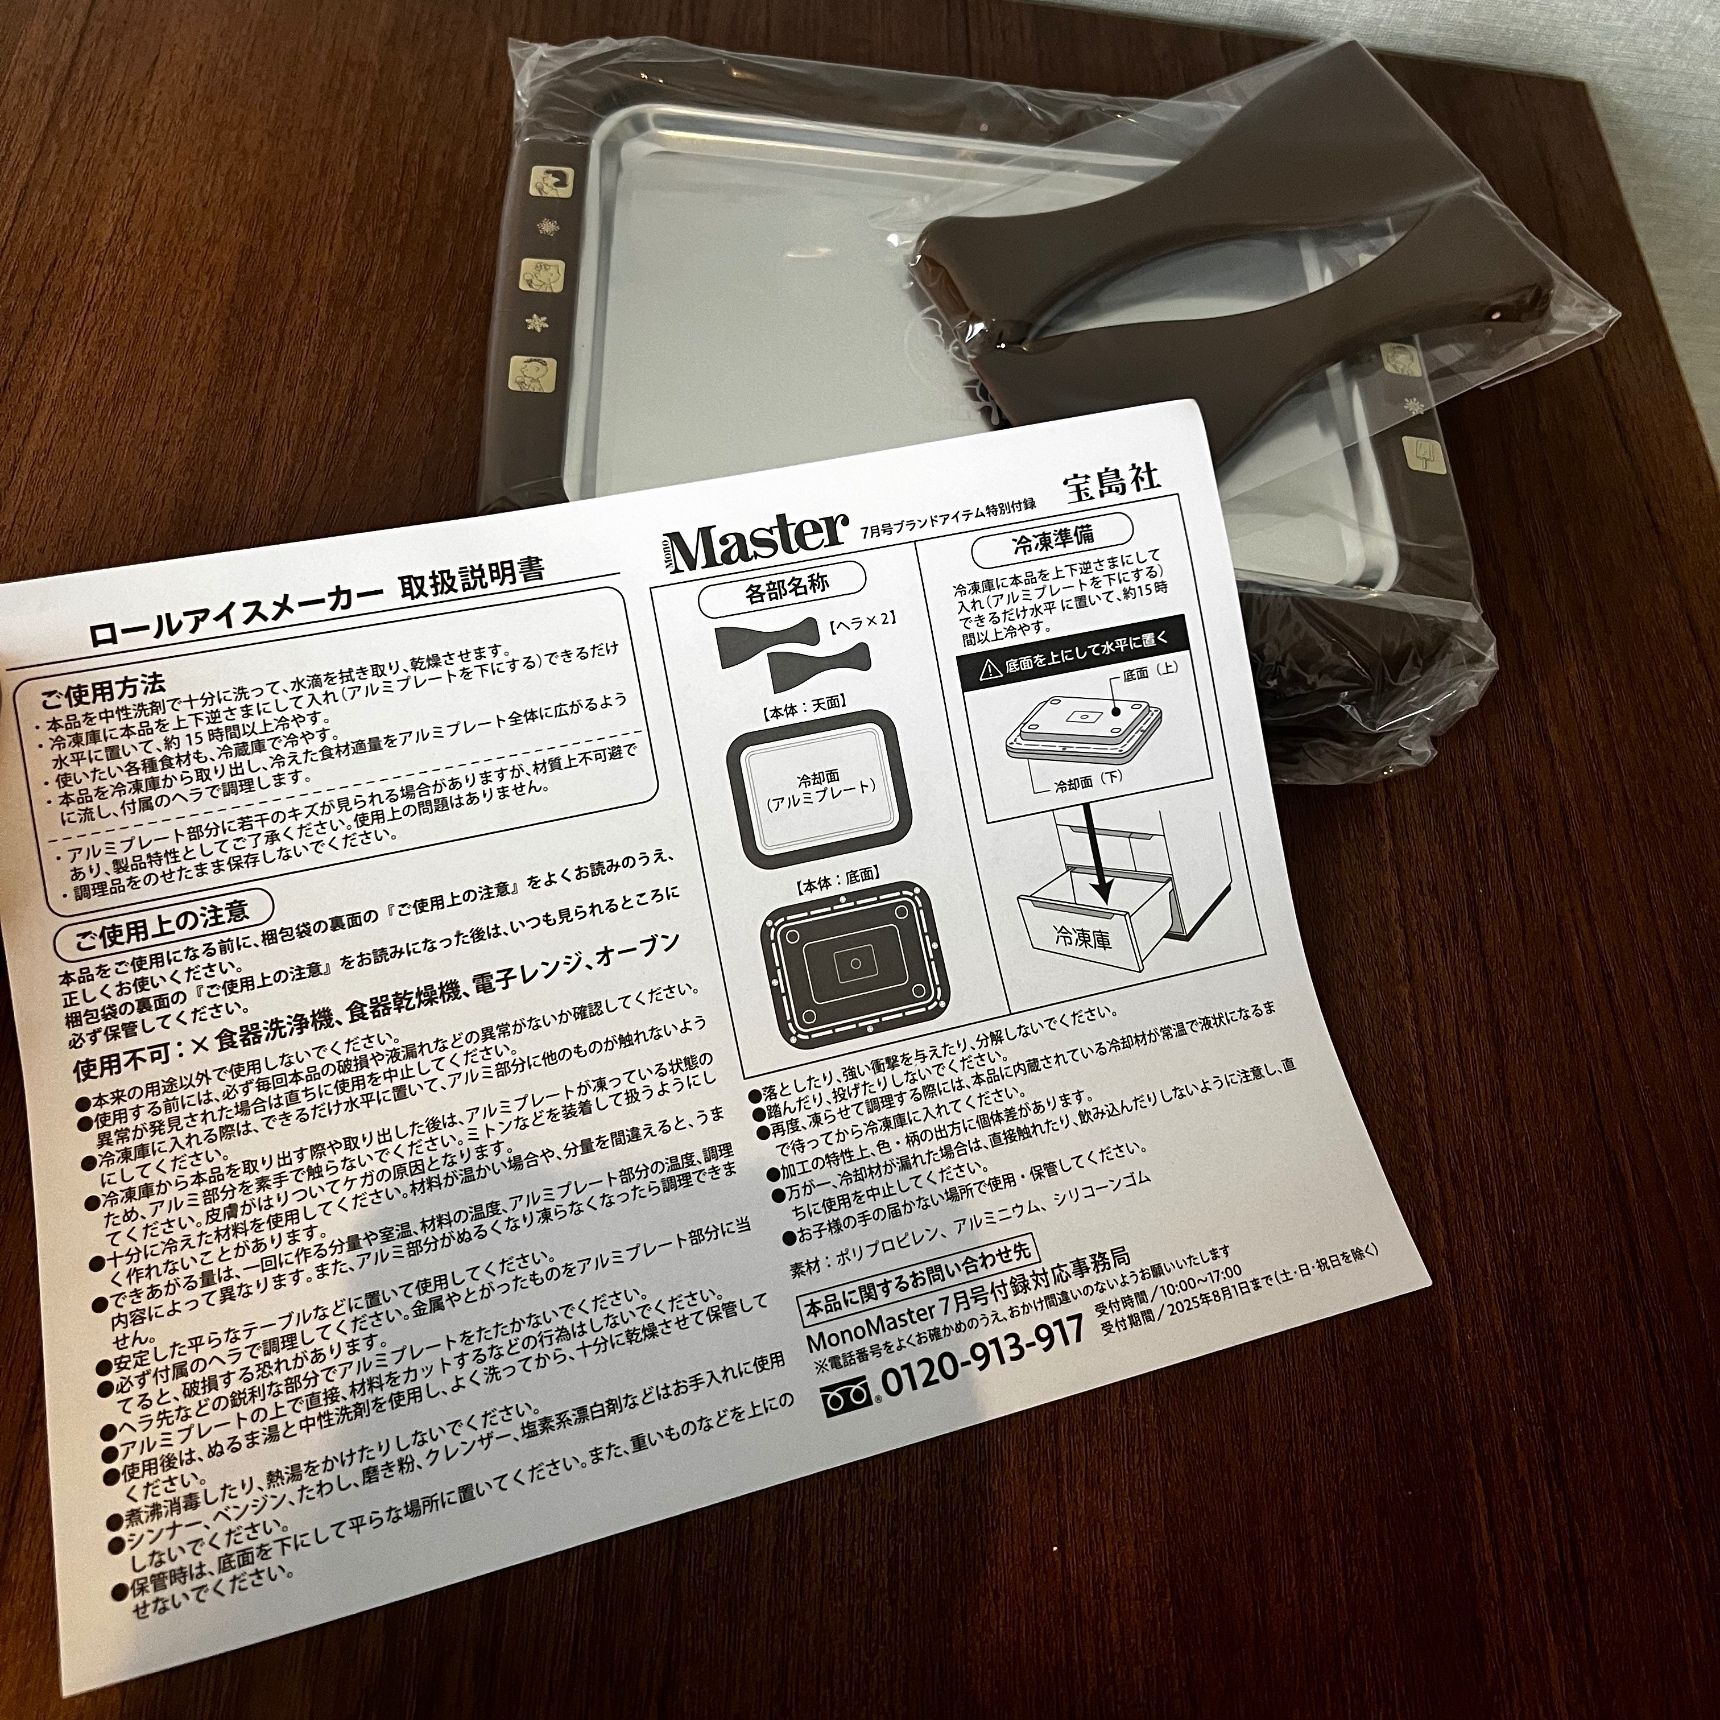 ロールアイスメーカー 取扱説明書
ご使用方法
・本品を中性洗剤で十分に洗って、水滴を拭き取り、乾燥させます。
・冷凍庫に本品を上下逆さまにして入れ（アルミプレートを下にする）できるだけ
水平に置いて、約15時間以上冷やす。
・使いたい各種食材も、冷蔵庫で冷やす。
・本品を冷凍庫から取り出し、冷えた食材適量をアルミプレート全体に広がるよう
に流し、付属のヘラで調理します。
・アルミプレート部分に若干のキズが見られる場合がありますが、材質上不可避で
あり、製品特性としてご了承ください。使用上の問題はありません。
・調理品をのせたまま保存しないでください。
ご使用上の注意
本品をご使用になる前に、梱包袋の裏面の『ご使用上の注意』をよくお読みのうえ、
正しくお使いください。
梱包袋の裏面の『ご使用上の注意』をお読みになった後は、いつも見られるところに
必ず保管してください。
使用不可：×食器洗浄機、食器乾燥機、電子レンジ、オーブン
●本来の用途以外で使用しないでください。
●使用する前には、必ず毎回本品の破損や液漏れなどの異常がないか確認してください。
異常が発見された場合は直ちに使用を中止してください。
●冷凍庫に入れる際は、できるだけ水平に置いて、アルミ部分に他のものが触れないよう
にしてください。
●冷凍庫から本品を取り出す際や取り出した後は、アルミプレートが凍っている状態の
ため、アルミ部分を素手で触らないでください。ミトンなどを装着して扱うようにし
てください。皮膚がはりついてケガの原因となります。
●十分に冷えた材料を使用してください。材料が温かい場合や、分量を間違えると、うま
く作れないことがあります。
●できあがる量は、一回に作る分量や室温、材料の温度、アルミプレート部分の温度、調理
内容によって異なります。また、アルミ部分がぬるくなり凍らなくなったら調理できま
せん。
●安定した平らなテーブルなどに置いて使用してください。
●必ず付属のヘラで調理してください。金属やとがったものをアルミプレート部分に当
てると、破損する恐れがあります。
●ヘラ先などの鋭利な部分でアルミプレートをたたかないでください。
●アルミプレートの上で直接、材料をカットするなどの行為はしないでください。
●使用後は、ぬるま湯と中性洗剤を使用し、よく洗ってから、十分に乾燥させて保管して
ください。
●煮沸消毒したり、熱湯をかけたりしないでください。
●シンナー、ベンジン、たわし、磨き粉、クレンザー、塩素系漂白剤などはお手入れに使用
しないでください。
●保管時は、底面を下にして平らな場所に置いてください。また、重いものなどを上にの
せないでください。
Mono Master 7月号ブランドアイテム特別付録 宝島社
各部名称
【ヘラ×2】
【本体：天面】
冷却面
（アルミプレート）
【本体：底面】
冷凍準備
冷凍庫に本品を上下逆さまにして
入れ（アルミプレートを下にする）
できるだけ水平 に置いて、約15時
間以上冷やす。
底面を上にして水平に置く
底面（上）
冷却面（下）
冷凍庫
●落としたり、強い衝撃を与えたり、分解しないでください。
●踏んだり、投げたりしないでください。
●再度、凍らせて調理する際には、本品に内蔵されている冷却材が常温で液状になるま
で待ってから冷凍庫に入れてください。
●加工の特性上、色・柄の出方に個体差があります。
●万が一、冷却材が漏れた場合は、直接触れたり、飲み込んだりしないように注意し、直
ちに使用を中止してください。
●お子様の手の届かない場所で使用・保管してください。
素材：ポリプロピレン、アルミニウム、シリコーンゴム
本品に関するお問い合わせ先
MonoMaster 7月号付録対応事務局
※電話番号をよくお確かめのうえ、おかけ間違いのないようお願いいたします
0120-913-917
受付時間／10:00～17:00
受付期間／2025年8月1日まで（土・日・祝日を除く）